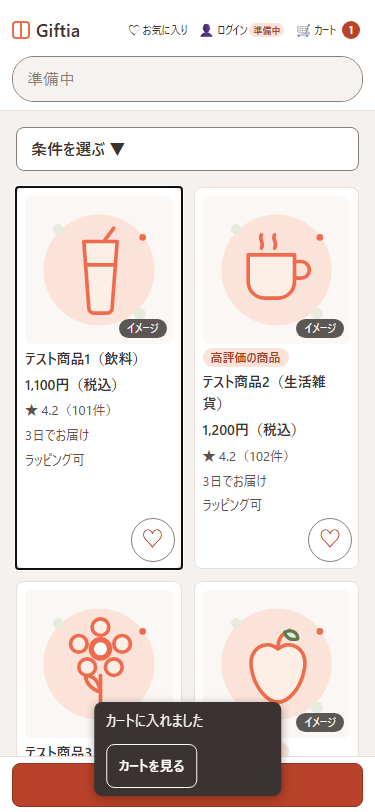 Giftia
♡ お気に入り
ログイン 準備中
カート 1
準備中
条件を選ぶ ▼
イメージ
テスト商品1（飲料）
1,100円（税込）
★ 4.2（101件）
3日でお届け
ラッピング可
♡
イメージ
高評価の商品
テスト商品2（生活雑
貨）
1,200円（税込）
★ 4.2（102件）
3日でお届け
ラッピング可
♡
テスト商品3
イメージ
カートに入れました
カートを見る